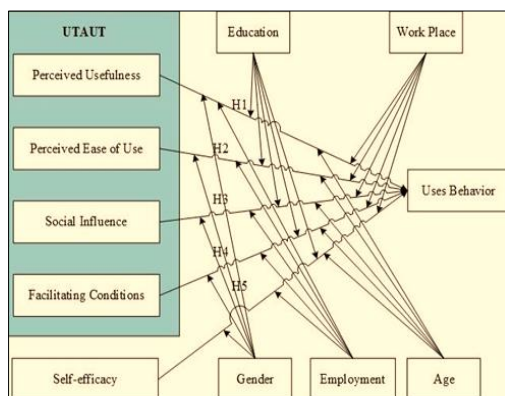 UTAUT
Education
Work Place
Perceived Usefulness
H1
Perceived Ease of Use
H2
Uses Behavior
Social Influence
H3
H4
Facilitating Conditions
H5
Self-efficacy
Gender
Employment
Age